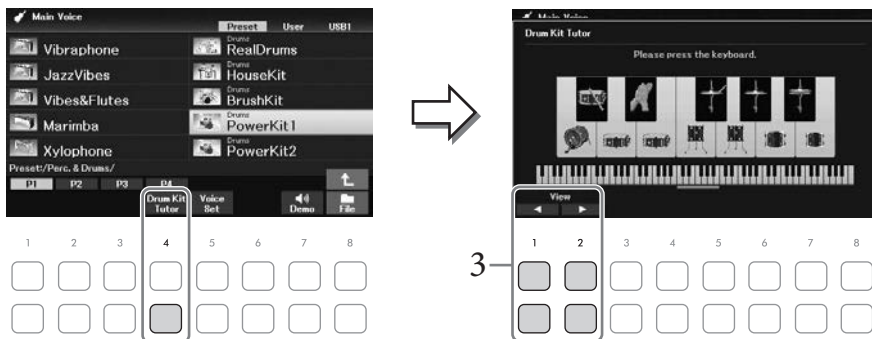 Main Voice
Preset User USB1
Vibraphone
Drums
RealDrums
JazzVibes
Drums
HouseKit
Vibes&Flutes
Drums
BrushKit
Marimba
Drums
PowerKit1
Xylophone
Drums
PowerKit2
Preset:/Perc. & Drums/
P1 P2 P3 P4
Drum Kit Tutor
Voice Set
Demo
File
1 2 3 4 5 6 7 8
Main Voice
Drum Kit Tutor
Please press the keyboard.
View
1 2 3 4 5 6 7 8
3